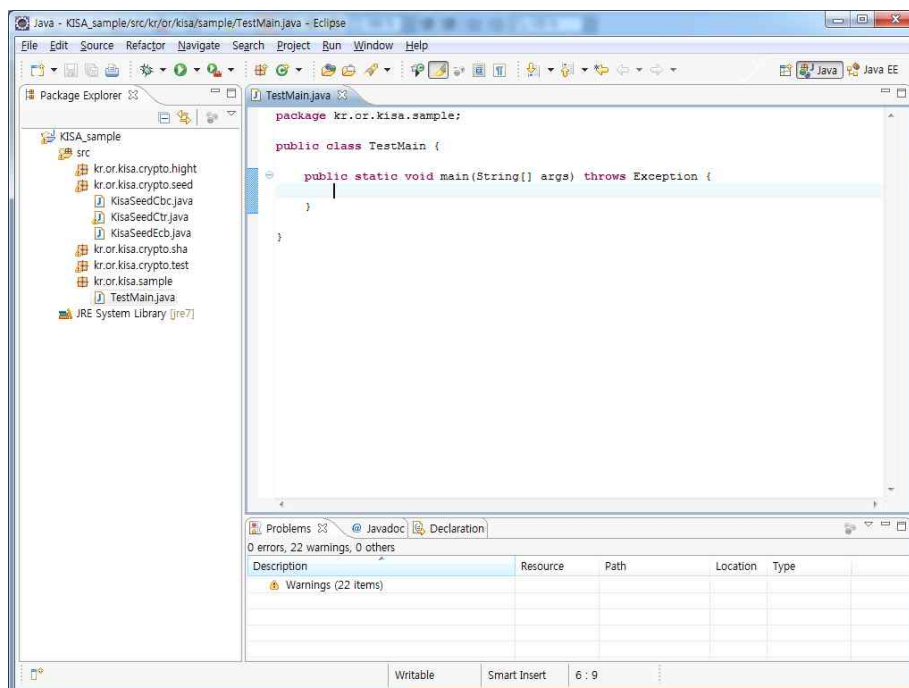 Java - KISA_sample/src/kr/or/kisa/sample/TestMain.java - Eclipse
File Edit Source Refactor Navigate Search Project Run Window Help
Java Java EE
Package Explorer
TestMain.java
KISA_sample
src
kr.or.kisa.crypto.hight
kr.or.kisa.crypto.seed
KisaSeedCbc.java
KisaSeedCtr.java
KisaSeedEcb.java
kr.or.kisa.crypto.sha
kr.or.kisa.crypto.test
kr.or.kisa.sample
TestMain.java
JRE System Library [jre7]
package kr.or.kisa.sample;
public class TestMain {
public static void main(String[] args) throws Exception {
}
}
Problems @ Javadoc Declaration
0 errors, 22 warnings, 0 others
Description Resource Path Location Type
Warnings (22 items)
Writable Smart Insert 6 : 9